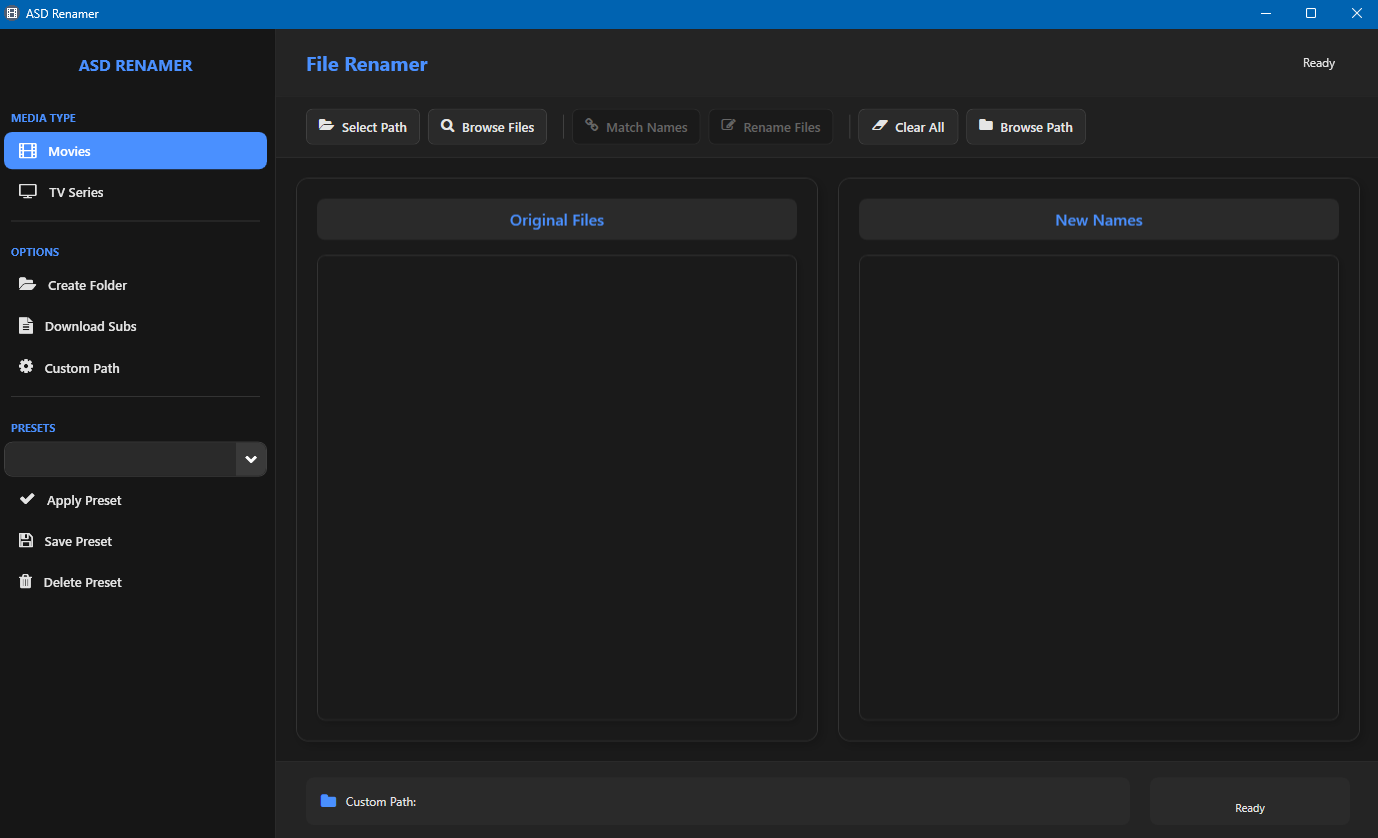 ASD Renamer
ASD RENAMER
MEDIA TYPE
Movies
TV Series
OPTIONS
Create Folder
Download Subs
Custom Path
PRESETS
Apply Preset
Save Preset
Delete Preset
File Renamer
Ready
Select Path
Browse Files
Match Names
Rename Files
Clear All
Browse Path
Original Files
New Names
Custom Path:
Ready